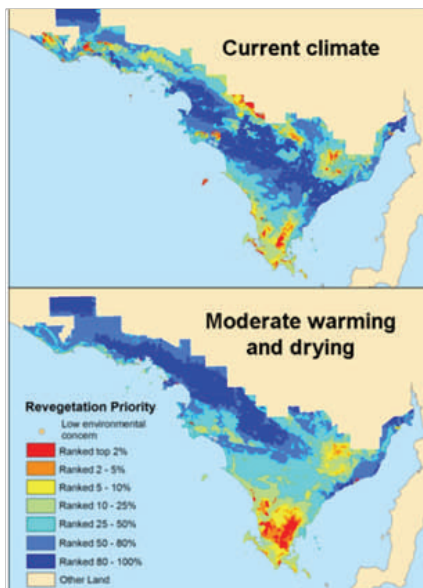 Current climate
Moderate warming
and drying
Revegetation Priority
Low environmental
concern
Ranked top 2%
Ranked 2 - 5%
Ranked 5 - 10%
Ranked 10 - 25%
Ranked 25 - 50%
Ranked 50 - 80%
Ranked 80 - 100%
Other Land